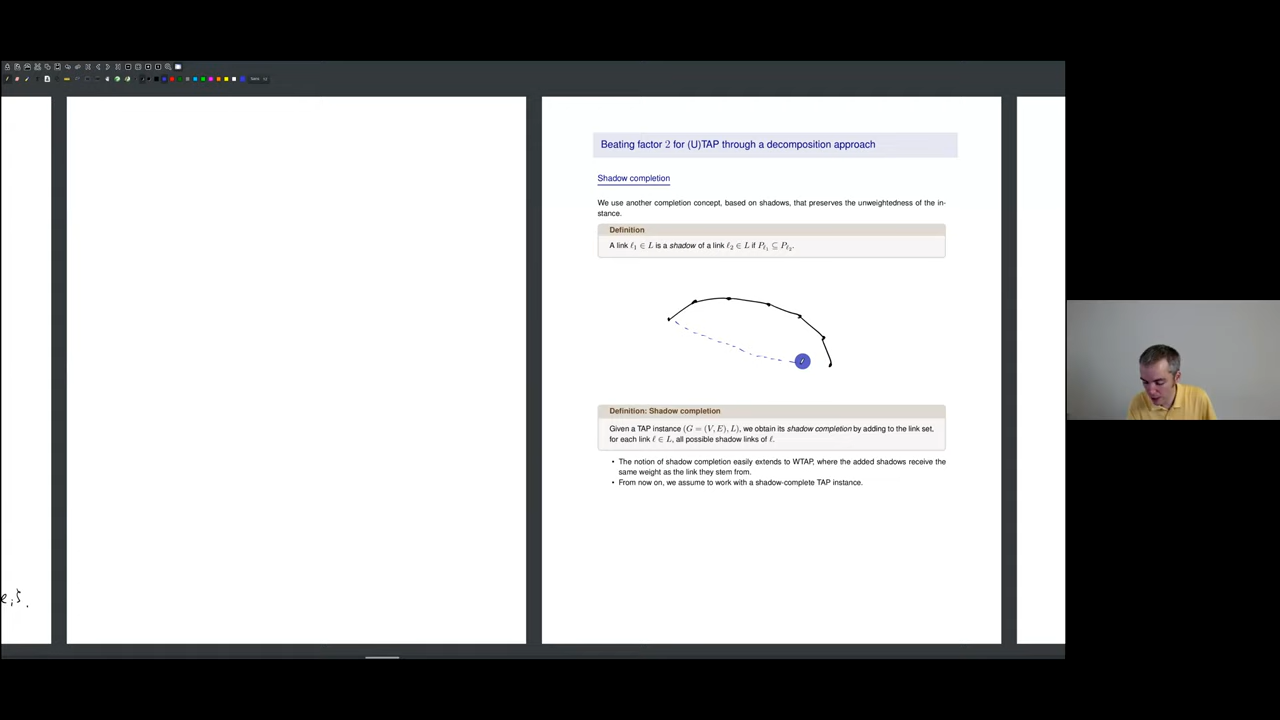 Beating factor 2 for (U)TAP through a decomposition approach
Shadow completion
We use another completion concept, based on shadows, that preserves the unweightedness of the in-
stance.
Definition
A link ℓ₁ ∈ L is a shadow of a link ℓ₂ ∈ L if P_ℓ₁ ⊆ P_ℓ₂.
Definition: Shadow completion
Given a TAP instance (G = (V, E), L), we obtain its shadow completion by adding to the link set,
for each link ℓ ∈ L, all possible shadow links of ℓ.
• The notion of shadow completion easily extends to WTAP, where the added shadows receive the
same weight as the link they stem from.
• From now on, we assume to work with a shadow-complete TAP instance.